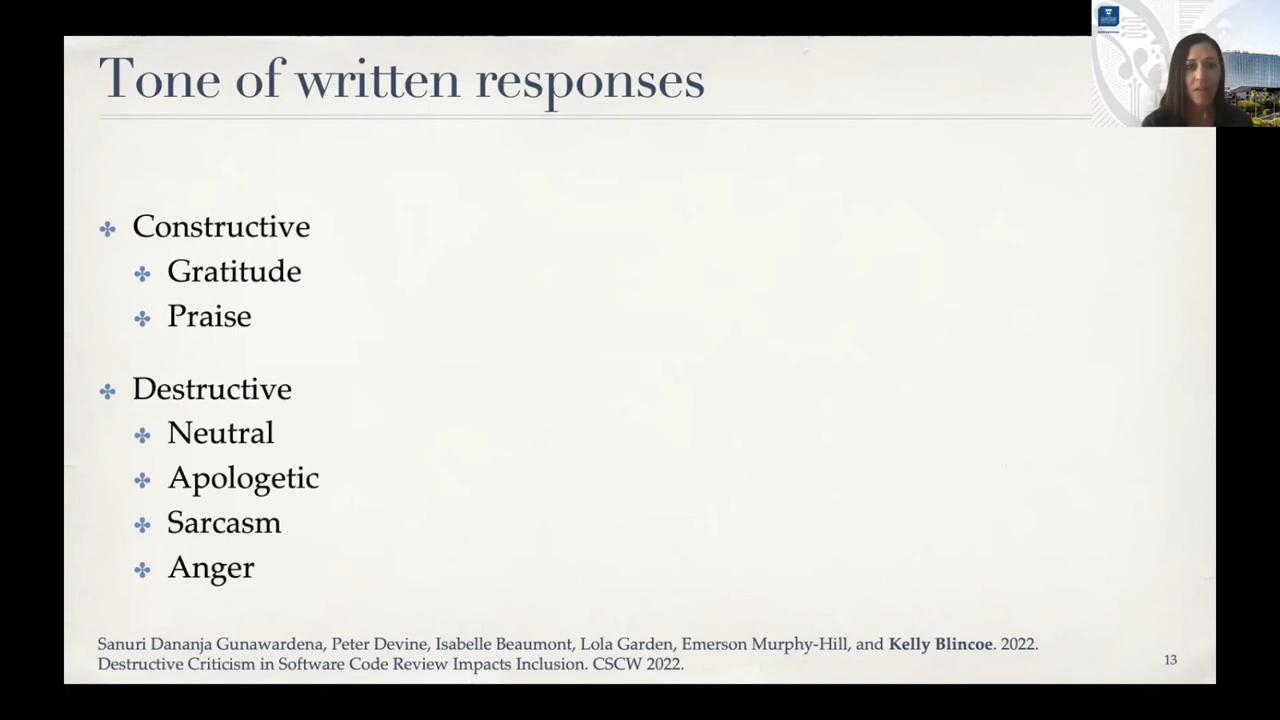 Tone of written responses
Constructive
Gratitude
Praise
Destructive
Neutral
Apologetic
Sarcasm
Anger
Sanuri Dananja Gunawardena, Peter Devine, Isabelle Beaumont, Lola Garden, Emerson Murphy-Hill, and Kelly Blincoe. 2022.
Destructive Criticism in Software Code Review Impacts Inclusion. CSCW 2022.
13